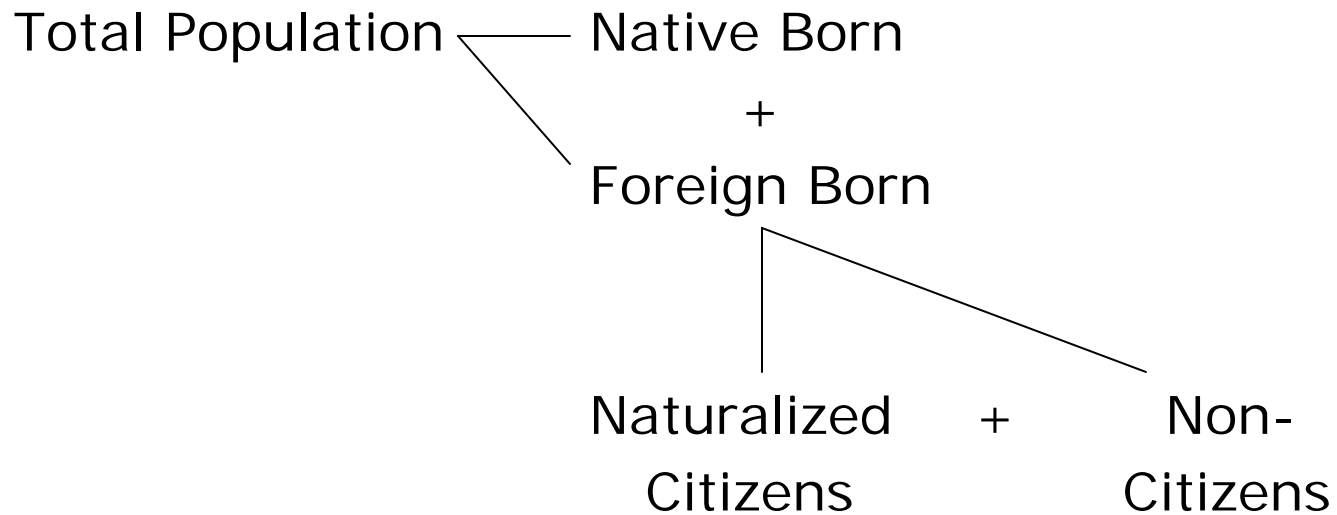 Total Population Native Born
+
Foreign Born
Naturalized + Non-
Citizens Citizens